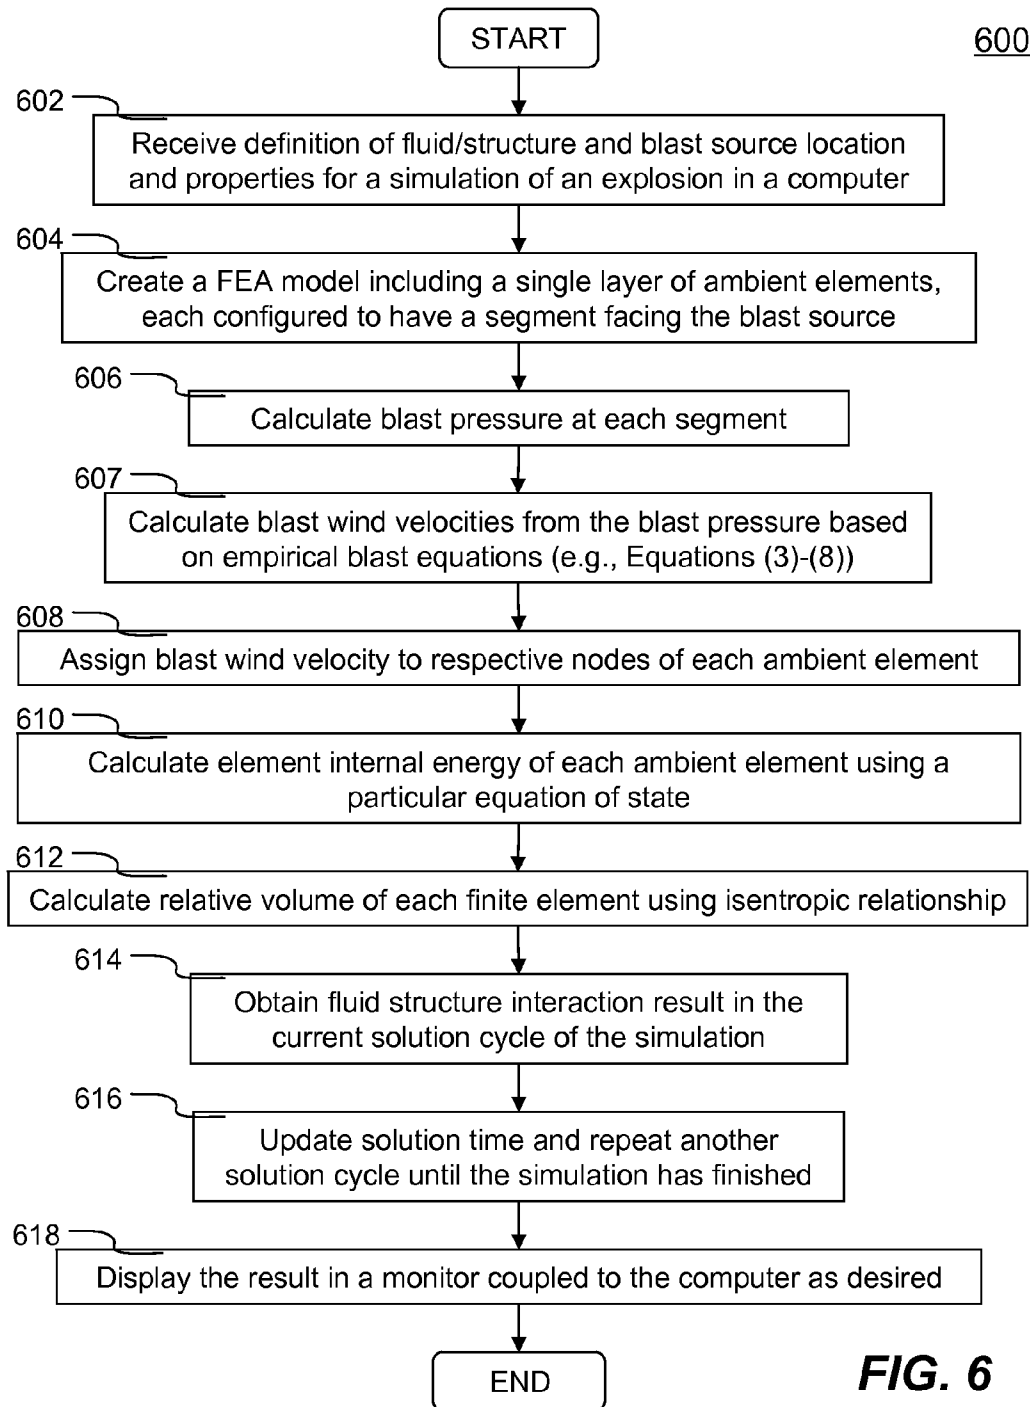 START
600
602
Receive definition of fluid/structure and blast source location
and properties for a simulation of an explosion in a computer
604
Create a FEA model including a single layer of ambient elements,
each configured to have a segment facing the blast source
606
Calculate blast pressure at each segment
607
Calculate blast wind velocities from the blast pressure based
on empirical blast equations (e.g., Equations (3)-(8))
608
Assign blast wind velocity to respective nodes of each ambient element
610
Calculate element internal energy of each ambient element using a
particular equation of state
612
Calculate relative volume of each finite element using isentropic relationship
614
Obtain fluid structure interaction result in the
current solution cycle of the simulation
616
Update solution time and repeat another
solution cycle until the simulation has finished
618
Display the result in a monitor coupled to the computer as desired
END
FIG. 6